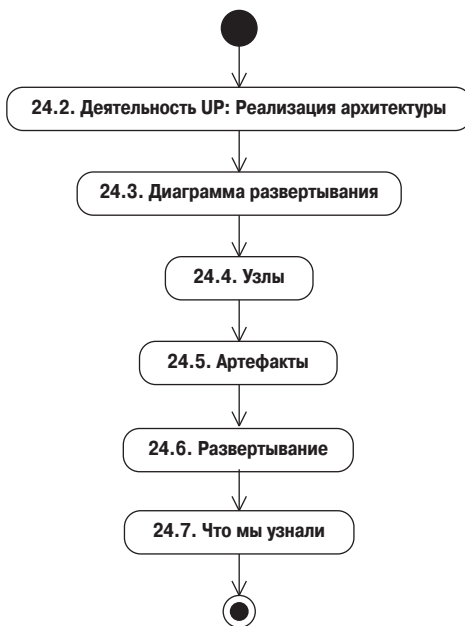 24.2. Деятельность UP: Реализация архитектуры
24.3. Диаграмма развертывания
24.4. Узлы
24.5. Артефакты
24.6. Развертывание
24.7. Что мы узнали